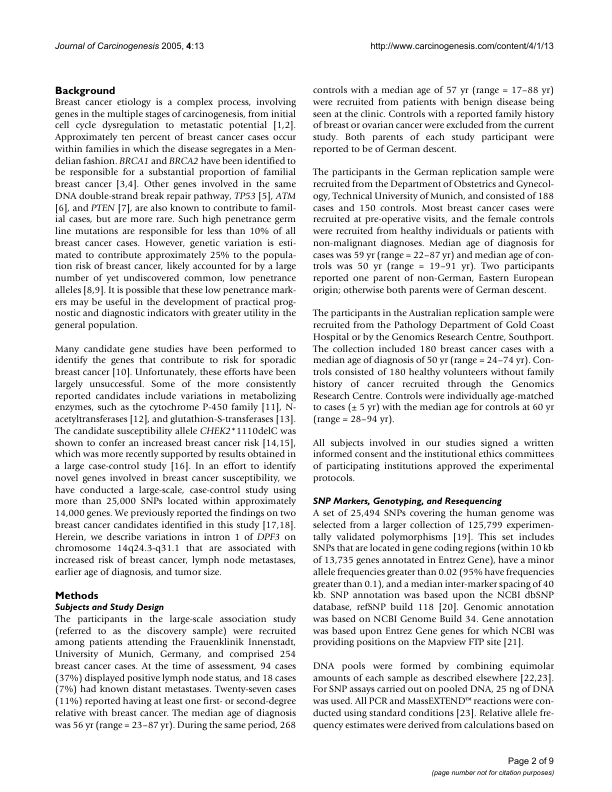 Journal of Carcinogenesis 2005, 4:13
http://www.carcinogenesis.com/content/4/1/13
Background
Breast cancer etiology is a complex process, involving
genes in the multiple stages of carcinogenesis, from initial
cell cycle dysregulation to metastatic potential [1,2].
Approximately ten percent of breast cancer cases occur
within families in which the disease segregates in a Men-
delian fashion. BRCA1 and BRCA2 have been identified to
be responsible for a substantial proportion of familial
breast cancer [3,4]. Other genes involved in the same
DNA double-strand break repair pathway, TP53 [5], ATM
[6], and PTEN [7], are also known to contribute to famil-
ial cases, but are more rare. Such high penetrance germ
line mutations are responsible for less than 10% of all
breast cancer cases. However, genetic variation is esti-
mated to contribute approximately 25% to the popula-
tion risk of breast cancer, likely accounted for by a large
number of yet undiscovered common, low penetrance
alleles [8,9]. It is possible that these low penetrance mark-
ers may be useful in the development of practical prog-
nostic and diagnostic indicators with greater utility in the
general population.
Many candidate gene studies have been performed to
identify the genes that contribute to risk for sporadic
breast cancer [10]. Unfortunately, these efforts have been
largely unsuccessful. Some of the more consistently
reported candidates include variations in metabolizing
enzymes, such as the cytochrome P-450 family [11], N-
acetyltransferases [12], and glutathion-S-transferases [13].
The candidate susceptibility allele CHEK2*1110delC was
shown to confer an increased breast cancer risk [14,15],
which was more recently supported by results obtained in
a large case-control study [16]. In an effort to identify
novel genes involved in breast cancer susceptibility, we
have conducted a large-scale, case-control study using
more than 25,000 SNPs located within approximately
14,000 genes. We previously reported the findings on two
breast cancer candidates identified in this study [17,18].
Herein, we describe variations in intron 1 of DPF3 on
chromosome 14q24.3-q31.1 that are associated with
increased risk of breast cancer, lymph node metastases,
earlier age of diagnosis, and tumor size.
Methods
Subjects and Study Design
The participants in the large-scale association study
(referred to as the discovery sample) were recruited
among patients attending the Frauenklinik Innenstadt,
University of Munich, Germany, and comprised 254
breast cancer cases. At the time of assessment, 94 cases
(37%) displayed positive lymph node status, and 18 cases
(7%) had known distant metastases. Twenty-seven cases
(11%) reported having at least one first- or second-degree
relative with breast cancer. The median age of diagnosis
was 56 yr (range = 23–87 yr). During the same period, 268
controls with a median age of 57 yr (range = 17–88 yr)
were recruited from patients with benign disease being
seen at the clinic. Controls with a reported family history
of breast or ovarian cancer were excluded from the current
study. Both parents of each study participant were
reported to be of German descent.
The participants in the German replication sample were
recruited from the Department of Obstetrics and Gynecol-
ogy, Technical University of Munich, and consisted of 188
cases and 150 controls. Most breast cancer cases were
recruited at pre-operative visits, and the female controls
were recruited from healthy individuals or patients with
non-malignant diagnoses. Median age of diagnosis for
cases was 59 yr (range = 22–87 yr) and median age of con-
trols was 50 yr (range = 19–91 yr). Two participants
reported one parent of non-German, Eastern European
origin; otherwise both parents were of German descent.
The participants in the Australian replication sample were
recruited from the Pathology Department of Gold Coast
Hospital or by the Genomics Research Centre, Southport.
The collection included 180 breast cancer cases with a
median age of diagnosis of 50 yr (range = 24–74 yr). Con-
trols consisted of 180 healthy volunteers without family
history of cancer recruited through the Genomics
Research Centre. Controls were individually age-matched
to cases (± 5 yr) with the median age for controls at 60 yr
(range = 28–94 yr).
All subjects involved in our studies signed a written
informed consent and the institutional ethics committees
of participating institutions approved the experimental
protocols.
SNP Markers, Genotyping, and Resequencing
A set of 25,494 SNPs covering the human genome was
selected from a larger collection of 125,799 experimen-
tally validated polymorphisms [19]. This set includes
SNPs that are located in gene coding regions (within 10 kb
of 13,735 genes annotated in Entrez Gene), have a minor
allele frequencies greater than 0.02 (95% have frequencies
greater than 0.1), and a median inter-marker spacing of 40
kb. SNP annotation was based upon the NCBI dbSNP
database, refSNP build 118 [20]. Genomic annotation
was based on NCBI Genome Build 34. Gene annotation
was based upon Entrez Gene genes for which NCBI was
providing positions on the Mapview FTP site [21].
DNA pools were formed by combining equimolar
amounts of each sample as described elsewhere [22,23].
For SNP assays carried out on pooled DNA, 25 ng of DNA
was used. All PCR and MassEXTEND™ reactions were con-
ducted using standard conditions [23]. Relative allele fre-
quency estimates were derived from calculations based on
Page 2 of 9
(page number not for citation purposes)